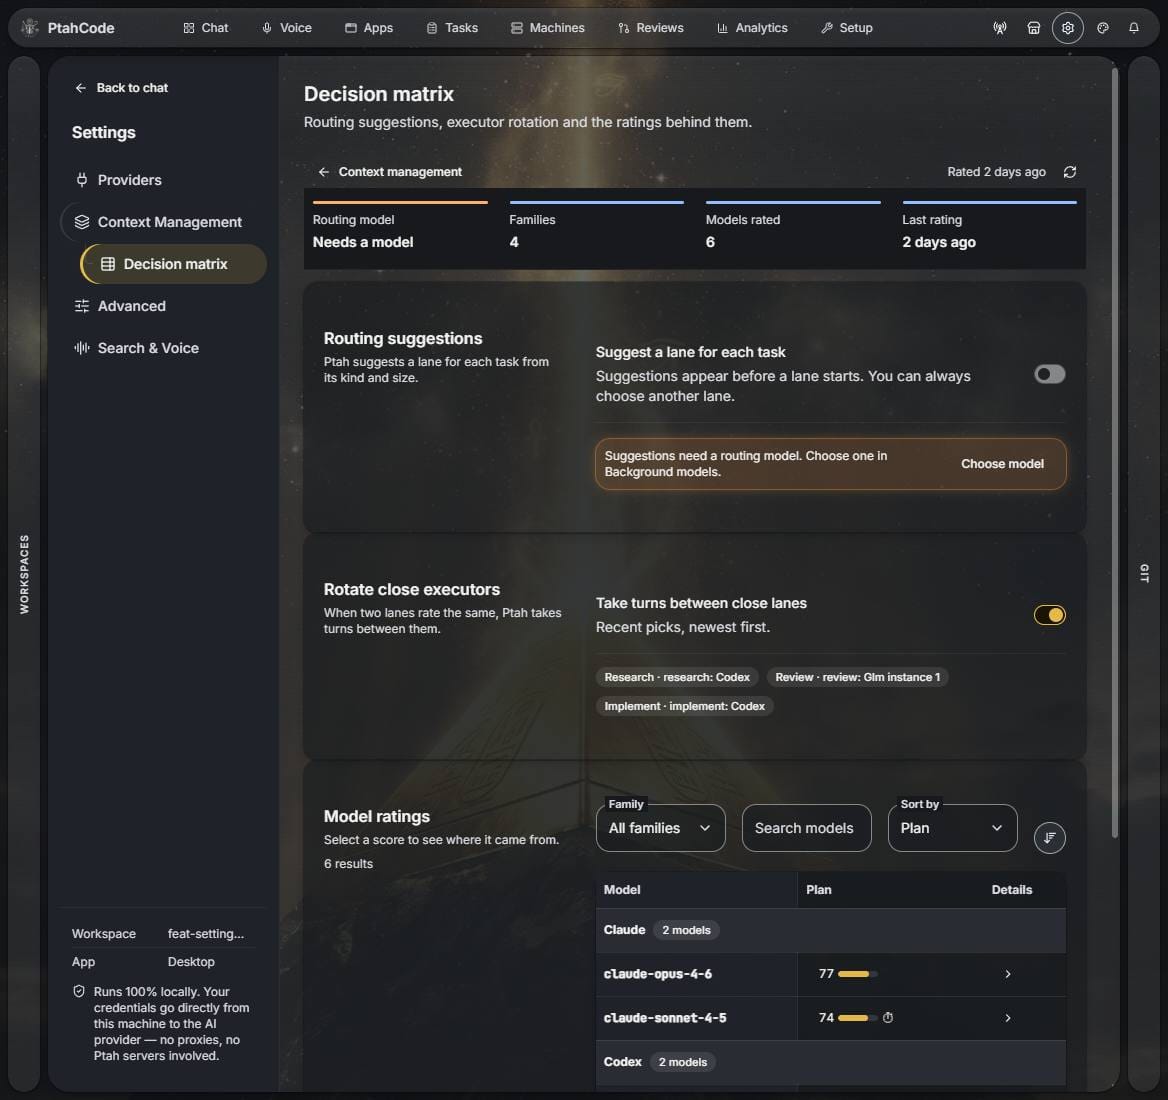 PtahCode
Chat
Voice
Apps
Tasks
Machines
Reviews
Analytics
Setup
WORKSPACES
Back to chat
Settings
Providers
Context Management
Decision matrix
Advanced
Search & Voice
Workspace
feat-setting...
App
Desktop
Runs 100% locally. Your
credentials go directly from
this machine to the AI
provider — no proxies, no
Ptah servers involved.
Decision matrix
Routing suggestions, executor rotation and the ratings behind them.
Context management
Rated 2 days ago
Routing model
Needs a model
Families
4
Models rated
6
Last rating
2 days ago
Routing suggestions
Ptah suggests a lane for each task from
its kind and size.
Suggest a lane for each task
Suggestions appear before a lane starts. You can always
choose another lane.
Suggestions need a routing model. Choose one in
Background models.
Choose model
Rotate close executors
When two lanes rate the same, Ptah takes
turns between them.
Take turns between close lanes
Recent picks, newest first.
Research · research: Codex
Review · review: Glm instance 1
Implement · implement: Codex
Model ratings
Select a score to see where it came from.
6 results
Family
All families
Search models
Sort by
Plan
Model
Plan
Details
Claude
2 models
claude-opus-4-6
77
claude-sonnet-4-5
74
Codex
2 models
GIT